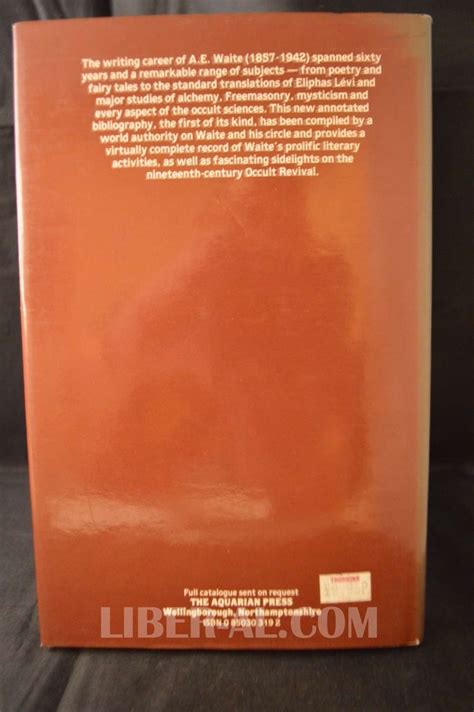 The writing career of A.E. Waite (1857-1942) spanned sixty
years and a remarkable range of subjects — from poetry and
fairy tales to the standard translations of Eliphas Lévi and
major studies of alchemy, Freemasonry, mysticism and
every aspect of the occult sciences. This new annotated
bibliography, the first of its kind, has been compiled by a
world authority on Waite and his circle and provides a
virtually complete record of Waite's prolific literary
activities, as well as fascinating sidelights on the
nineteenth-century Occult Revival.
Full catalogue sent on request
THE AQUARIAN PRESS
Wellingborough, Northamptonshire
ISBN 0 85030 319 2
LIBER-AL.COM